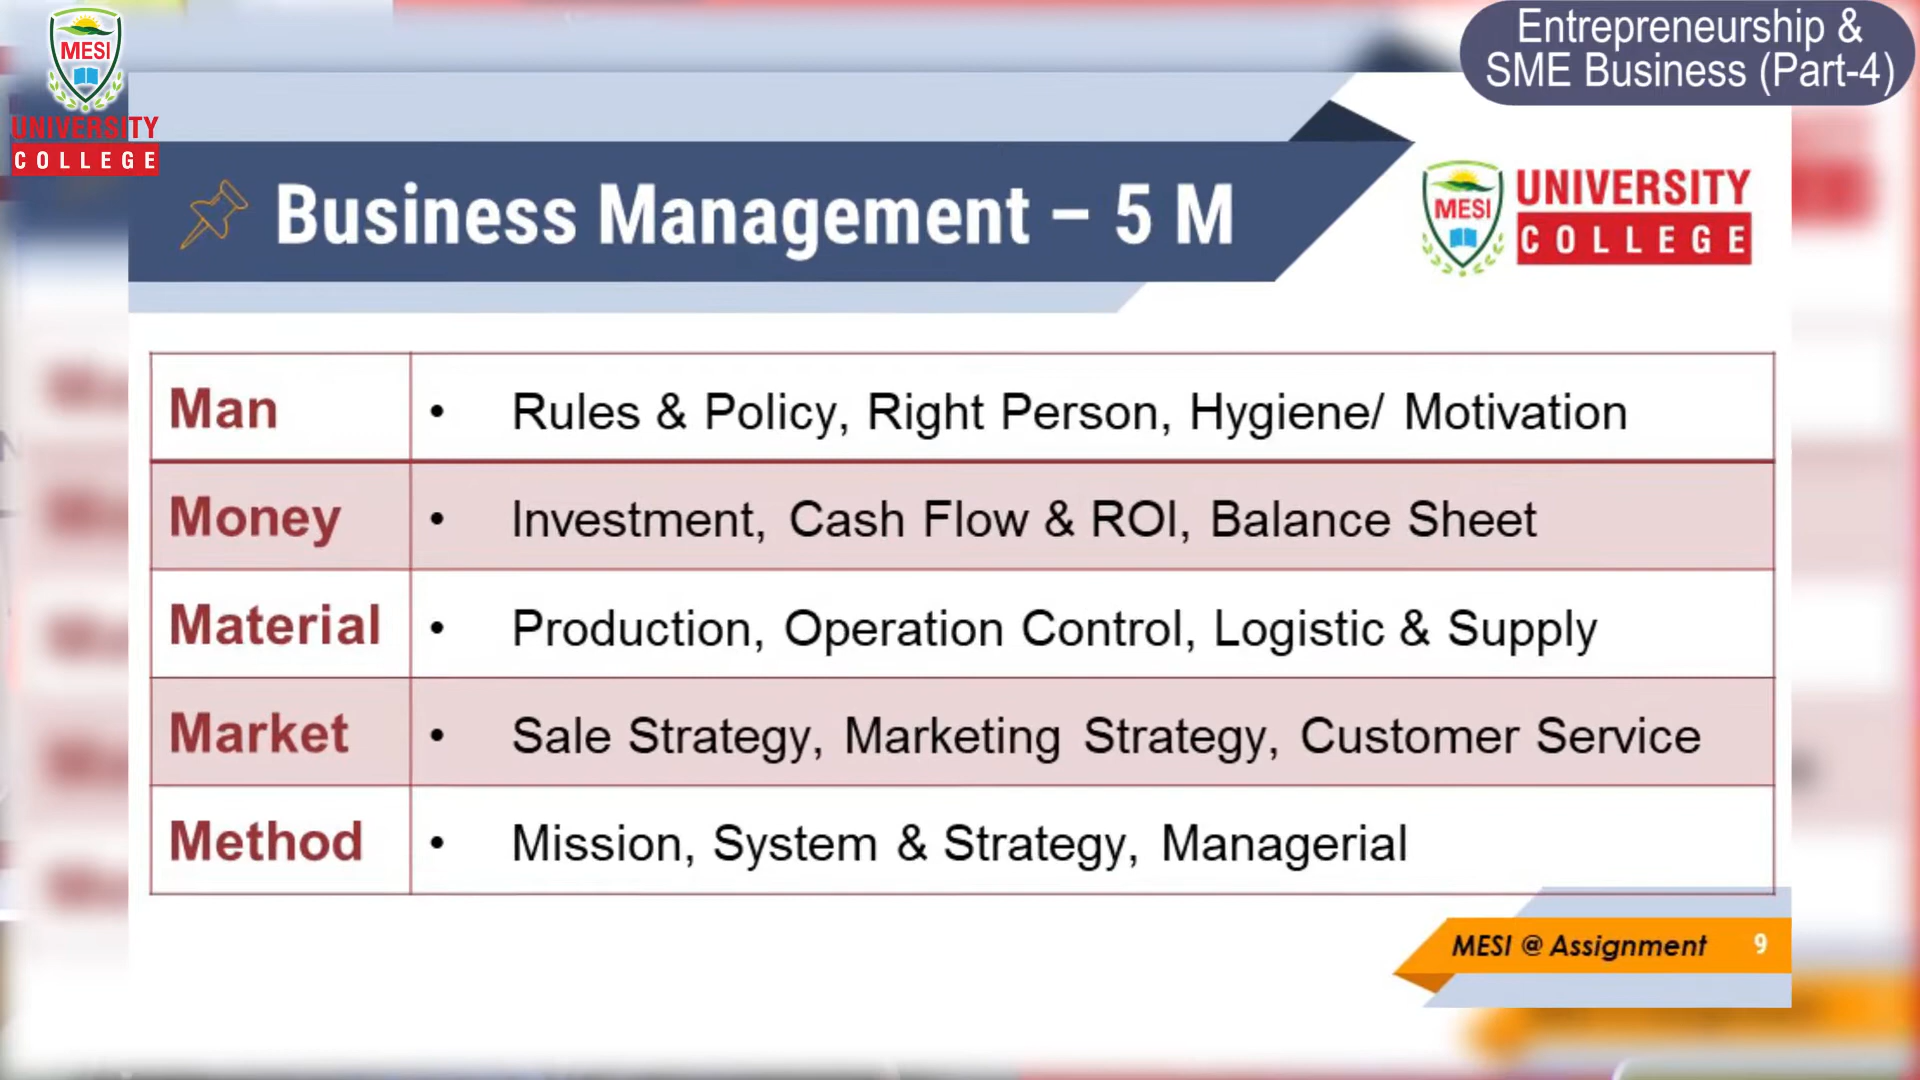 MESI
UNIVERSITY
COLLEGE
Entrepreneurship &
SME Business (Part-4)
Business Management – 5 M
MESI
UNIVERSITY
COLLEGE
Man • Rules & Policy, Right Person, Hygiene/ Motivation
Money • Investment, Cash Flow & ROI, Balance Sheet
Material • Production, Operation Control, Logistic & Supply
Market • Sale Strategy, Marketing Strategy, Customer Service
Method • Mission, System & Strategy, Managerial
MESI @ Assignment 9